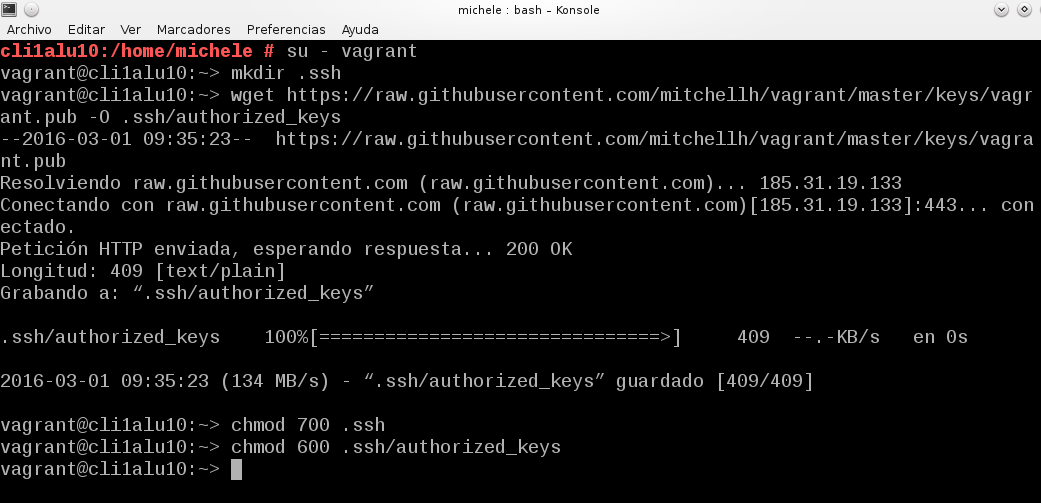 michele : bash – Konsole
Archivo Editar Ver Marcadores Preferencias Ayuda
cli1alu10:/home/michele # su - vagrant
vagrant@cli1alu10:~> mkdir .ssh
vagrant@cli1alu10:~> wget https://raw.githubusercontent.com/mitchellh/vagrant/master/keys/vagr
ant.pub -O .ssh/authorized_keys
--2016-03-01 09:35:23--  https://raw.githubusercontent.com/mitchellh/vagrant/master/keys/vagra
nt.pub
Resolviendo raw.githubusercontent.com (raw.githubusercontent.com)... 185.31.19.133
Conectando con raw.githubusercontent.com (raw.githubusercontent.com)[185.31.19.133]:443... con
ectado.
Petición HTTP enviada, esperando respuesta... 200 OK
Longitud: 409 [text/plain]
Grabando a: “.ssh/authorized_keys”
.ssh/authorized_keys    100%[===============================>]     409  --.-KB/s   en 0s
2016-03-01 09:35:23 (134 MB/s) - “.ssh/authorized_keys” guardado [409/409]
vagrant@cli1alu10:~> chmod 700 .ssh
vagrant@cli1alu10:~> chmod 600 .ssh/authorized_keys
vagrant@cli1alu10:~>